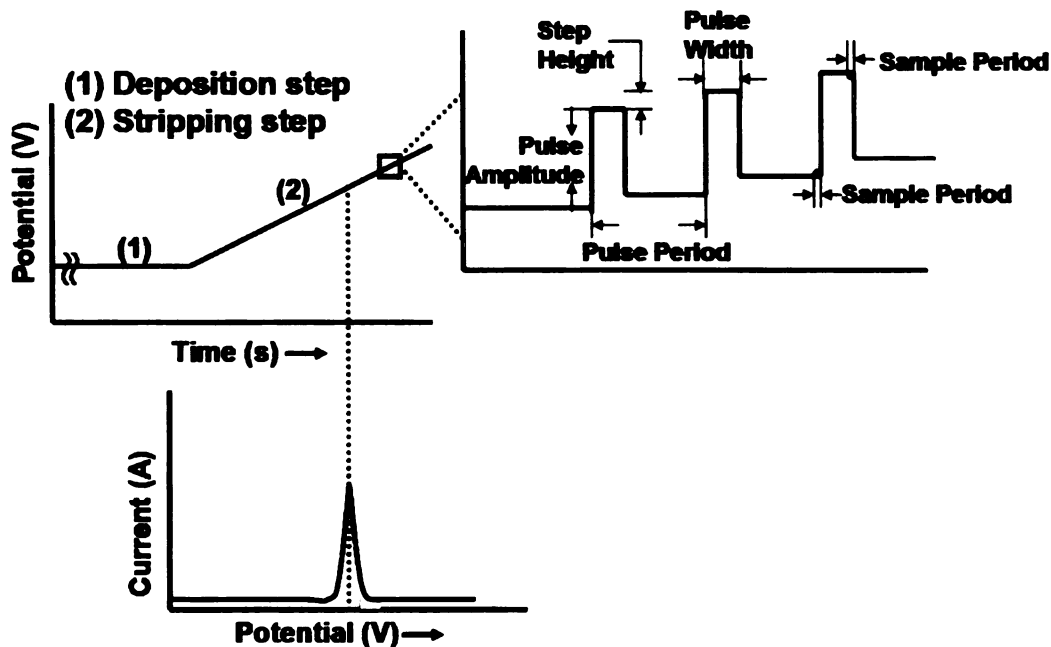 (1) Deposition step
(2) Stripping step
Potential (V)
(1)
(2)
Time (s)
Step
Height
Pulse
Width
Sample Period
Pulse
Amplitude
Sample Period
Pulse Period
Current (A)
Potential (V)